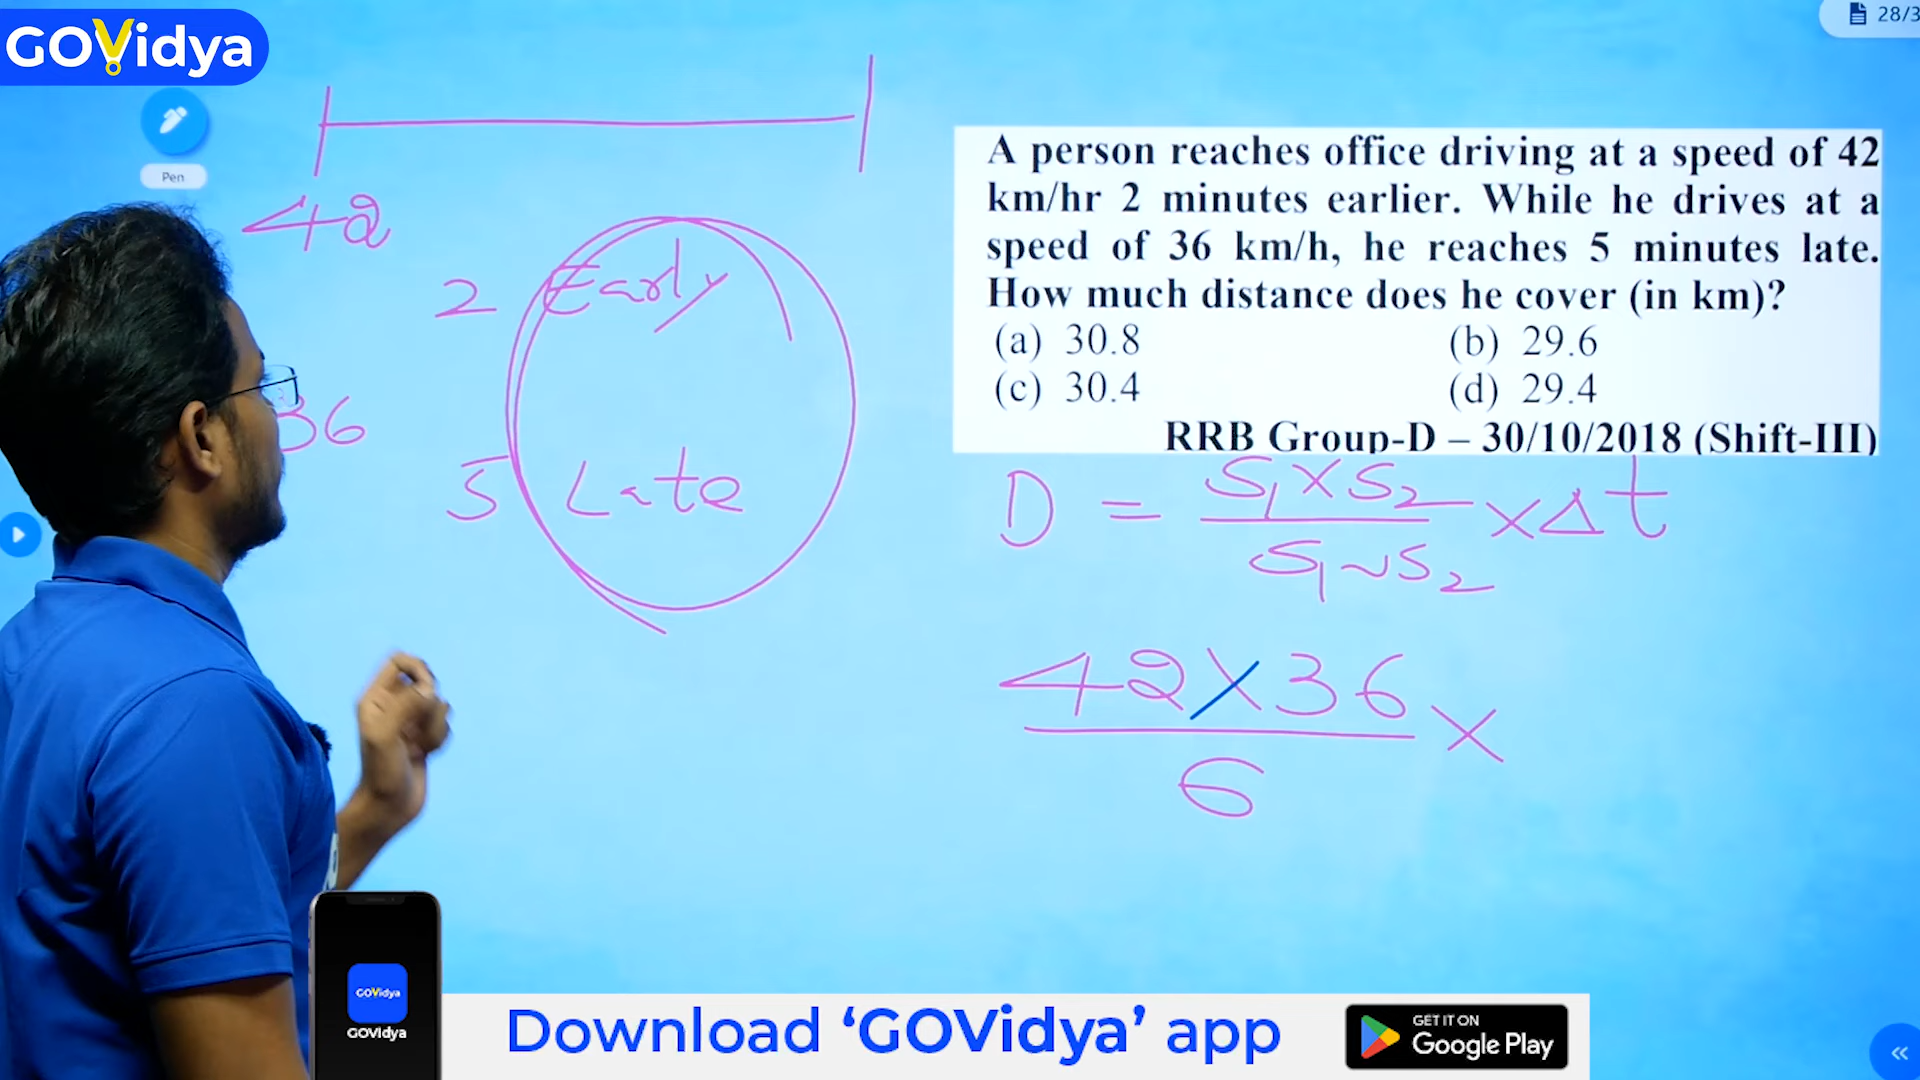 GOVidya
28/3
Pen
42
2 Early
36
5 Late
A person reaches office driving at a speed of 42
km/hr 2 minutes earlier. While he drives at a
speed of 36 km/h, he reaches 5 minutes late.
How much distance does he cover (in km)?
(a) 30.8 (b) 29.6
(c) 30.4 (d) 29.4
RRB Group-D – 30/10/2018 (Shift-III)
D = S₁×S₂ ×Δt
S₁~S₂
42×36 ×
6
GOVidya
GOVidya
Download ‘GOVidya’ app
GET IT ON
Google Play
«